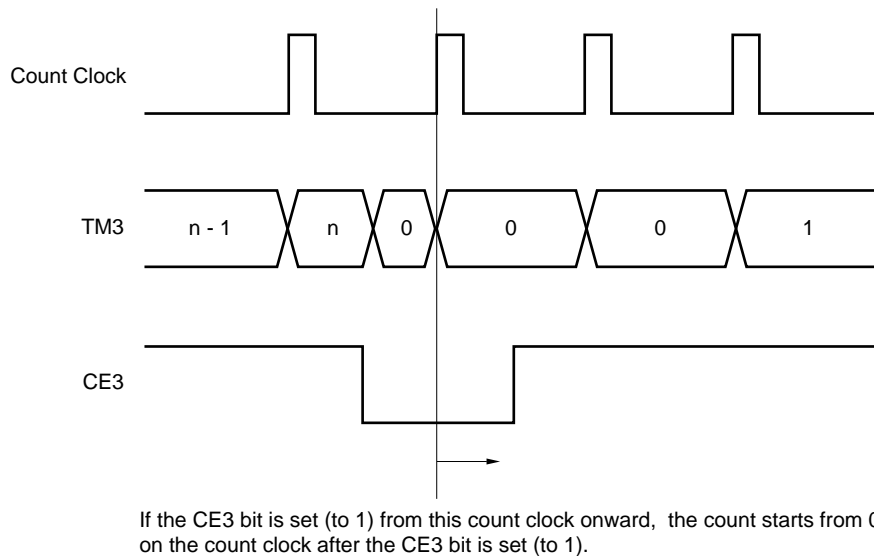 Count Clock
TM3
n - 1
n
0
0
0
1
CE3
If the CE3 bit is set (to 1) from this count clock onward, the count starts from 0
on the count clock after the CE3 bit is set (to 1).